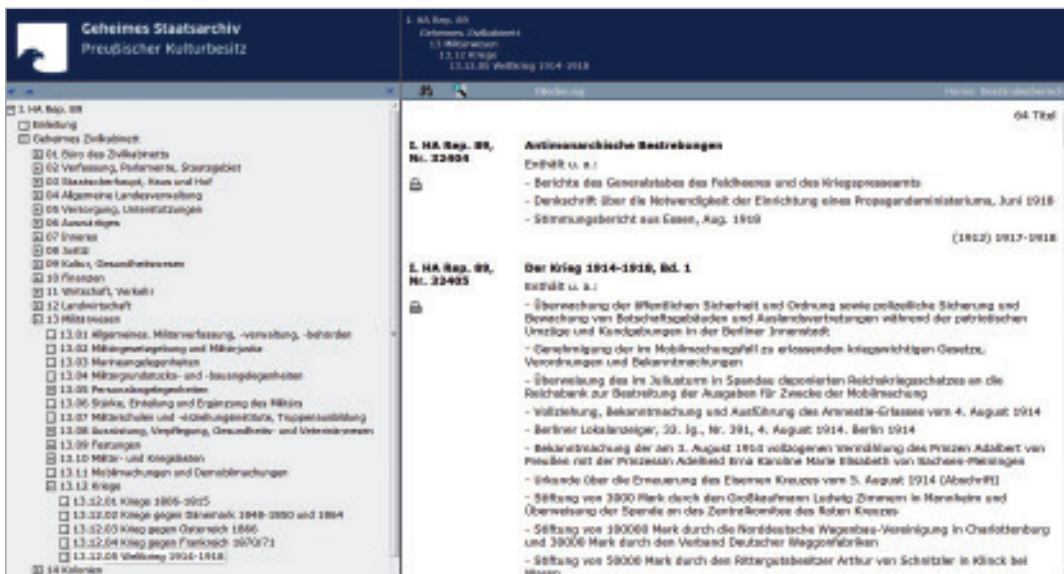 Geheimes Staatsarchiv
Preußischer Kulturbesitz
I. HA Rep. 89
Geheimes Zivilkabinett
13 Militärwesen
13.12 Kriege
13.12.05 Weltkrieg 1914-1918
Gliederung
I. HA Rep. 89
Einleitung
Geheimes Zivilkabinett
01 Büro des Zivilkabinetts
02 Verfassung, Parlamente, Staatsgebiet
03 Staatsoberhaupt, Haus und Hof
04 Allgemeine Landesverwaltung
05 Versorgung, Unterstützungen
06 Auswärtiges
07 Inneres
08 Justiz
09 Kultur, Gesundheitswesen
10 Finanzen
11 Wirtschaft, Verkehr
12 Landwirtschaft
13 Militärwesen
13.01 Allgemeines, Militärverfassung, -verwaltung, -behörden
13.02 Militärgesetzgebung und Militärjustiz
13.03 Marineangelegenheiten
13.04 Militärgrundstücks- und -bauangelegenheiten
13.05 Personalangelegenheiten
13.06 Stärke, Einteilung und Ergänzung des Militärs
13.07 Militärschulen und -erziehungsinstitute, Truppenausbildung
13.08 Ausrüstung, Verpflegung, Gesundheits- und Veterinärwesen
13.09 Festungen
13.10 Militär- und Kriegskosten
13.11 Mobilmachungen und Demobilmachungen
13.12 Kriege
13.12.01 Kriege 1806-1815
13.12.02 Kriege gegen Dänemark 1848-1850 und 1864
13.12.03 Krieg gegen Österreich 1866
13.12.04 Krieg gegen Frankreich 1870/71
13.12.05 Weltkrieg 1914-1918
14 Kolonien
64 Titel
I. HA Rep. 89, Antimonarchische Bestrebungen
Nr. 32404 Enthält u. a.:
- Berichte des Generalstabes des Feldheeres und des Kriegspresseamts
- Denkschrift über die Notwendigkeit der Einrichtung eines Propagandaministeriums, Juni 1918
- Stimmungsbericht aus Essen, Aug. 1918
(1912) 1917-1918
I. HA Rep. 89, Der Krieg 1914-1918, Bd. 1
Nr. 32405 Enthält u. a.:
- Überwachung der öffentlichen Sicherheit und Ordnung sowie polizeiliche Sicherung und
Bewachung von Botschaftsgebäuden und Auslandsvertretungen während der patriotischen
Umzüge und Kundgebungen in der Berliner Innenstadt
- Genehmigung der im Mobilmachungsfall zu erlassenden kriegswichtigen Gesetze,
Verordnungen und Bekanntmachungen
- Überweisung des im Juliusturm in Spandau deponierten Reichskriegsschatzes an die
Reichsbank zur Bestreitung der Ausgaben für Zwecke der Mobilmachung
- Vollziehung, Bekanntmachung und Ausführung des Amnestie-Erlasses vom 4. August 1914
- Berliner Lokalanzeiger, 32. Jg., Nr. 391, 4. August 1914. Berlin 1914
- Bekanntmachung der am 3. August 1914 vollzogenen Vermählung des Prinzen Adalbert von
Preußen mit der Prinzessin Adelheid Erna Karoline Marie Elisabeth von Sachsen-Meiningen
- Urkunde über die Erneuerung des Eisernen Kreuzes vom 5. August 1914 (Abschrift)
- Stiftung von 3000 Mark durch den Großkaufmann Ludwig Zimmern in Mannheim und
Überweisung der Spende an das Zentralkomitee des Roten Kreuzes
- Stiftung von 100000 Mark durch die Norddeutsche Wagenbau-Vereinigung in Charlottenburg
und 30000 Mark durch den Verband Deutscher Waggonfabriken
- Stiftung von 50000 Mark durch den Rittergutsbesitzer Arthur von Schnitzler in Klinck bei